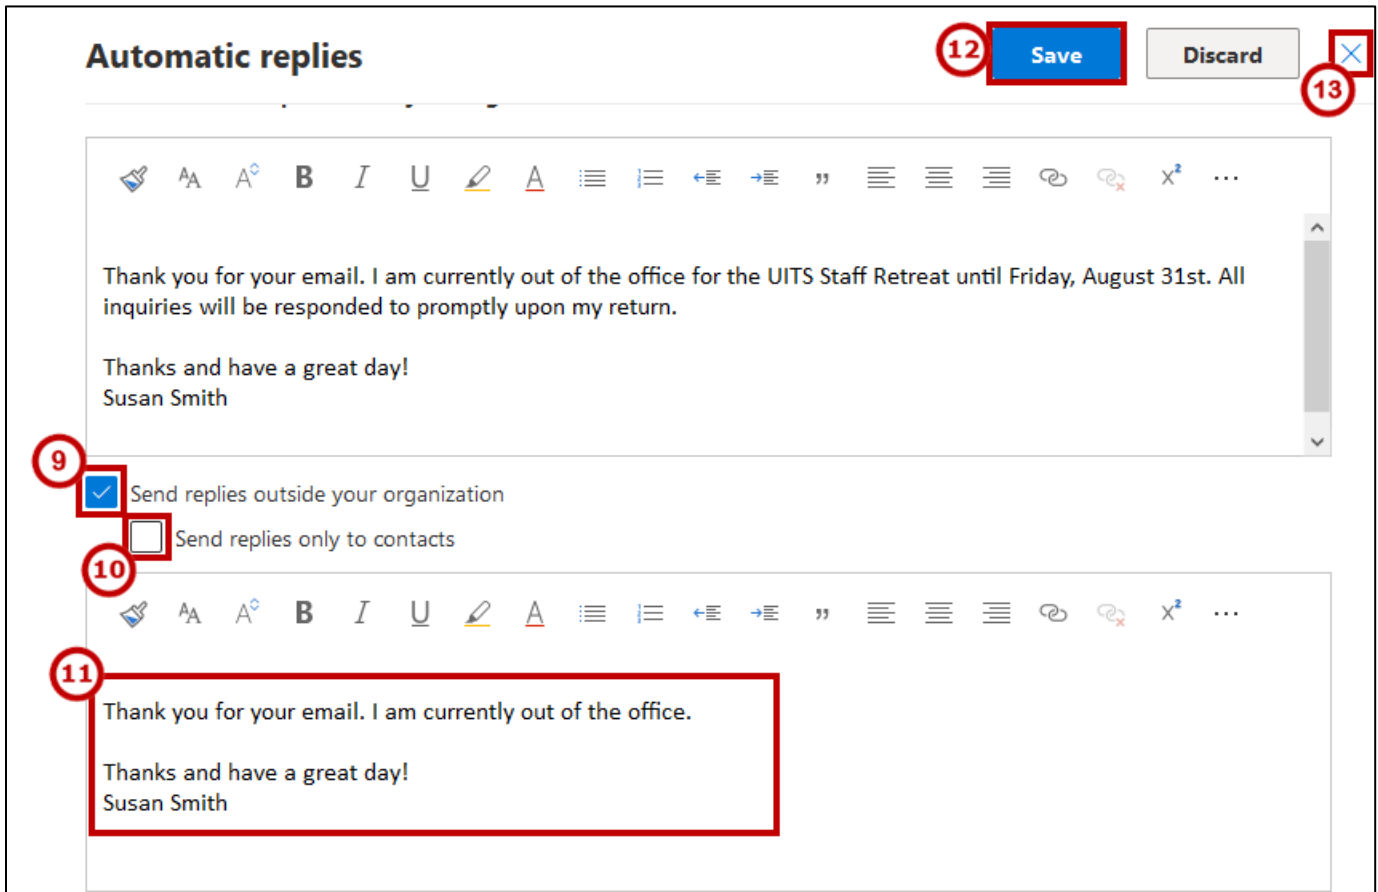 Automatic replies
12
Save
Discard
13
Thank you for your email. I am currently out of the office for the UITS Staff Retreat until Friday, August 31st. All
inquiries will be responded to promptly upon my return.
Thanks and have a great day!
Susan Smith
9
Send replies outside your organization
Send replies only to contacts
10
11
Thank you for your email. I am currently out of the office.
Thanks and have a great day!
Susan Smith